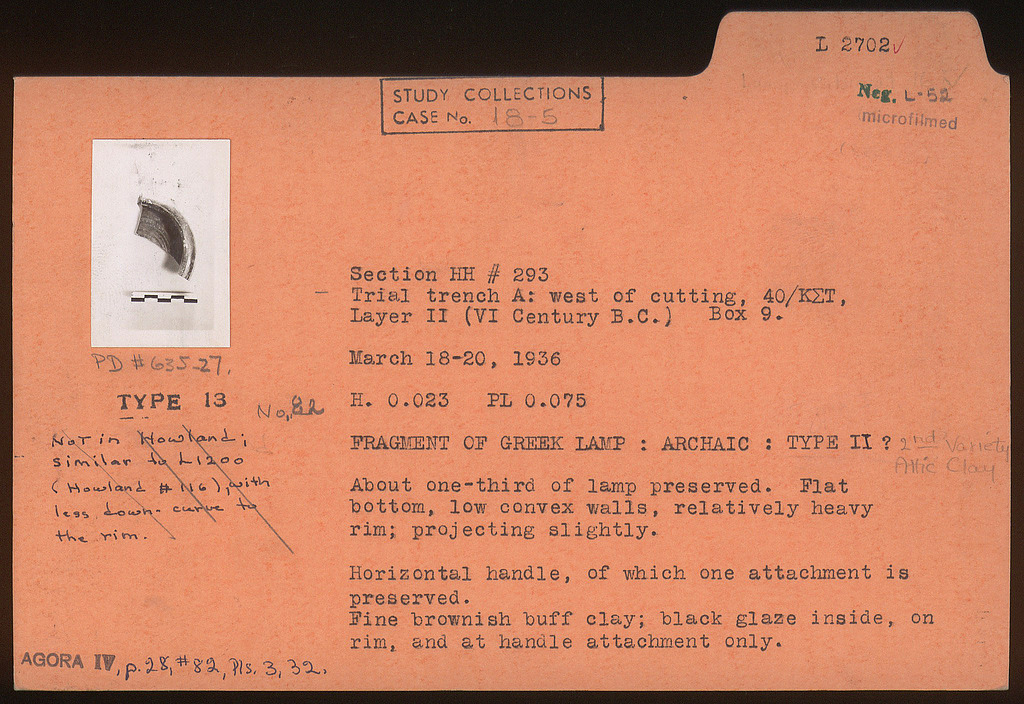 L 2702✓
STUDY COLLECTIONS
CASE No. 18-5
Neg. L-52
microfilmed
Section HH # 293
— Trial trench A: west of cutting, 40/ΚΣΤ,
Layer II (VI Century B.C.) Box 9.
March 18-20, 1936
PD # 635-27.
TYPE 13
No. 82
H. 0.023 PL 0.075
Not in Howland;
similar to L1200
(Howland # 116), with
less down-curve to
the rim.
FRAGMENT OF GREEK LAMP : ARCHAIC : TYPE II ? 2nd Variety
Attic Clay
About one-third of lamp preserved. Flat
bottom, low convex walls, relatively heavy
rim; projecting slightly.
Horizontal handle, of which one attachment is
preserved.
Fine brownish buff clay; black glaze inside, on
rim, and at handle attachment only.
AGORA IV, p. 28, #82, Pls. 3, 32.